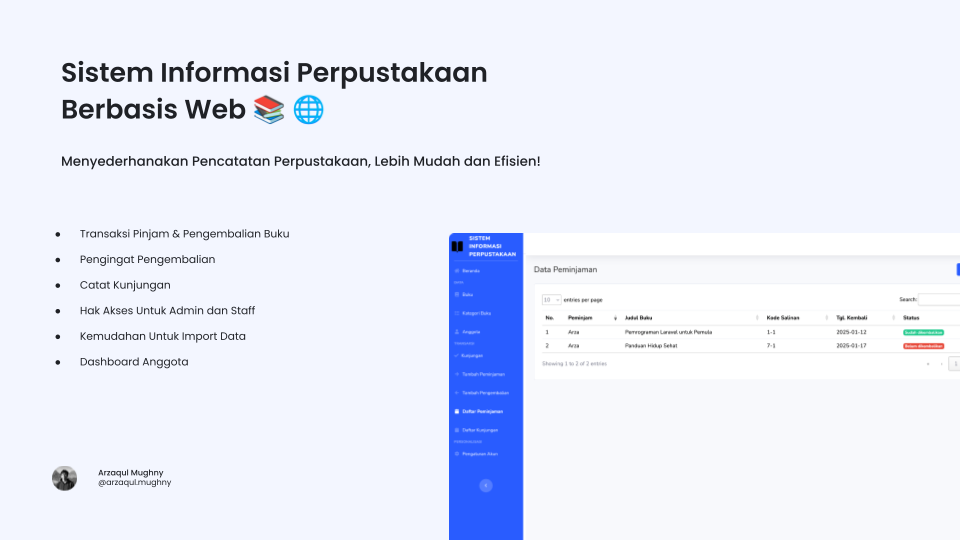 Sistem Informasi Perpustakaan
Berbasis Web 📚 🌐
Menyederhanakan Pencatatan Perpustakaan, Lebih Mudah dan Efisien!
● Transaksi Pinjam & Pengembalian Buku
● Pengingat Pengembalian
● Catat Kunjungan
● Hak Akses Untuk Admin dan Staff
● Kemudahan Untuk Import Data
● Dashboard Anggota
Arzaqul Mughny
@arzaqul.mughny
SISTEM
INFORMASI
PERPUSTAKAAN
Beranda
Buku
Kategori Buku
Anggota
Kunjungan
Tambah Peminjaman
Tambah Pengembalian
Daftar Peminjaman
Daftar Kunjungan
Pengaturan Akun
Data Peminjaman
10 entries per page
Search:
No. Peminjam Judul Buku Kode Salinan Tgl. Kembali Status
1 Arza Pemrograman Laravel untuk Pemula 1-1 2025-01-12 Sudah dikembalikan
2 Arza Panduan Hidup Sehat 7-1 2025-01-17 Belum dikembalikan
Showing 1 to 2 of 2 entries
« ‹ 1